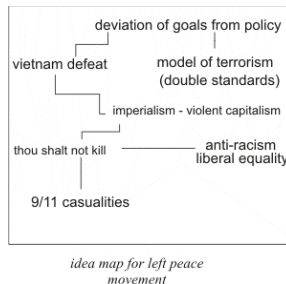 deviation of goals from policy
vietnam defeat
model of terrorism
(double standards)
imperialism - violent capitalism
thou shalt not kill
anti-racism
liberal equality
9/11 casualities
idea map for left peace
movement